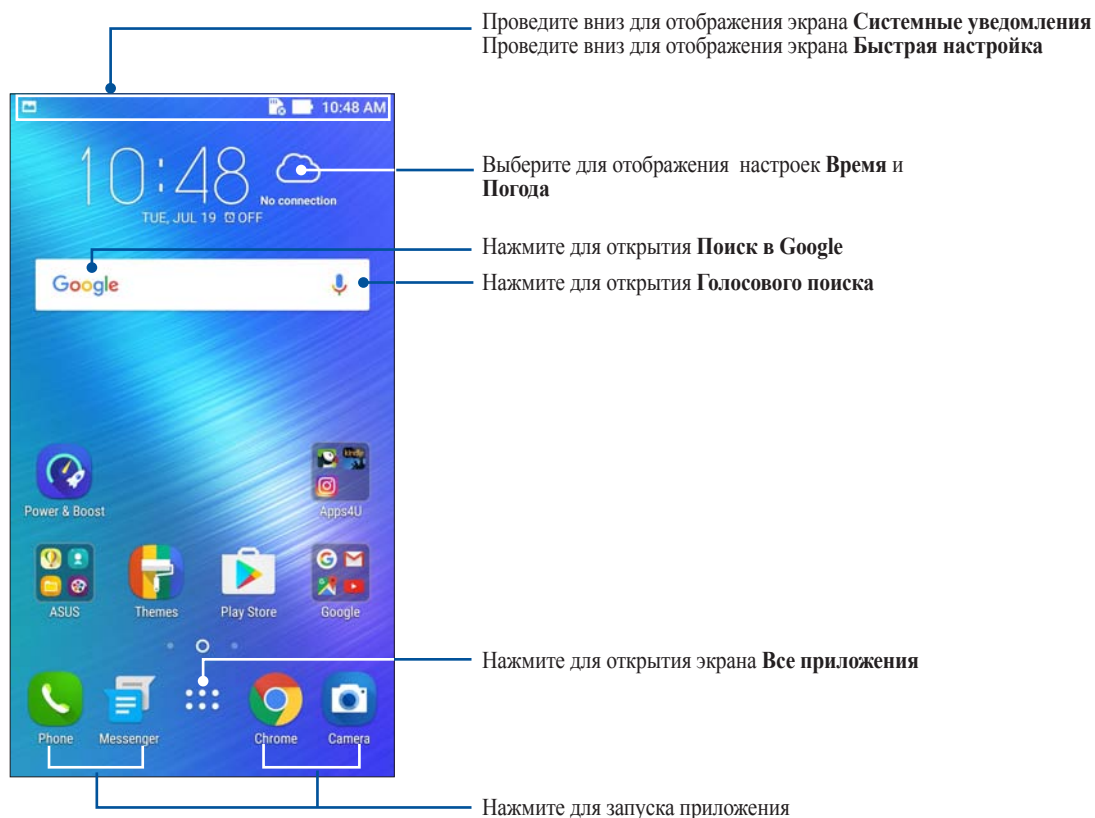 Проведите вниз для отображения экрана Системные уведомления
Проведите вниз для отображения экрана Быстрая настройка
10:48 AM
10:48
No connection
TUE, JUL 19 OFF
Выберите для отображения настроек Время и
Погода
Google
Нажмите для открытия Поиск в Google
Нажмите для открытия Голосового поиска
kindle
Power & Boost
Apps4U
ASUS
Themes
Play Store
Google
Нажмите для открытия экрана Все приложения
Phone
Messenger
Chrome
Camera
Нажмите для запуска приложения